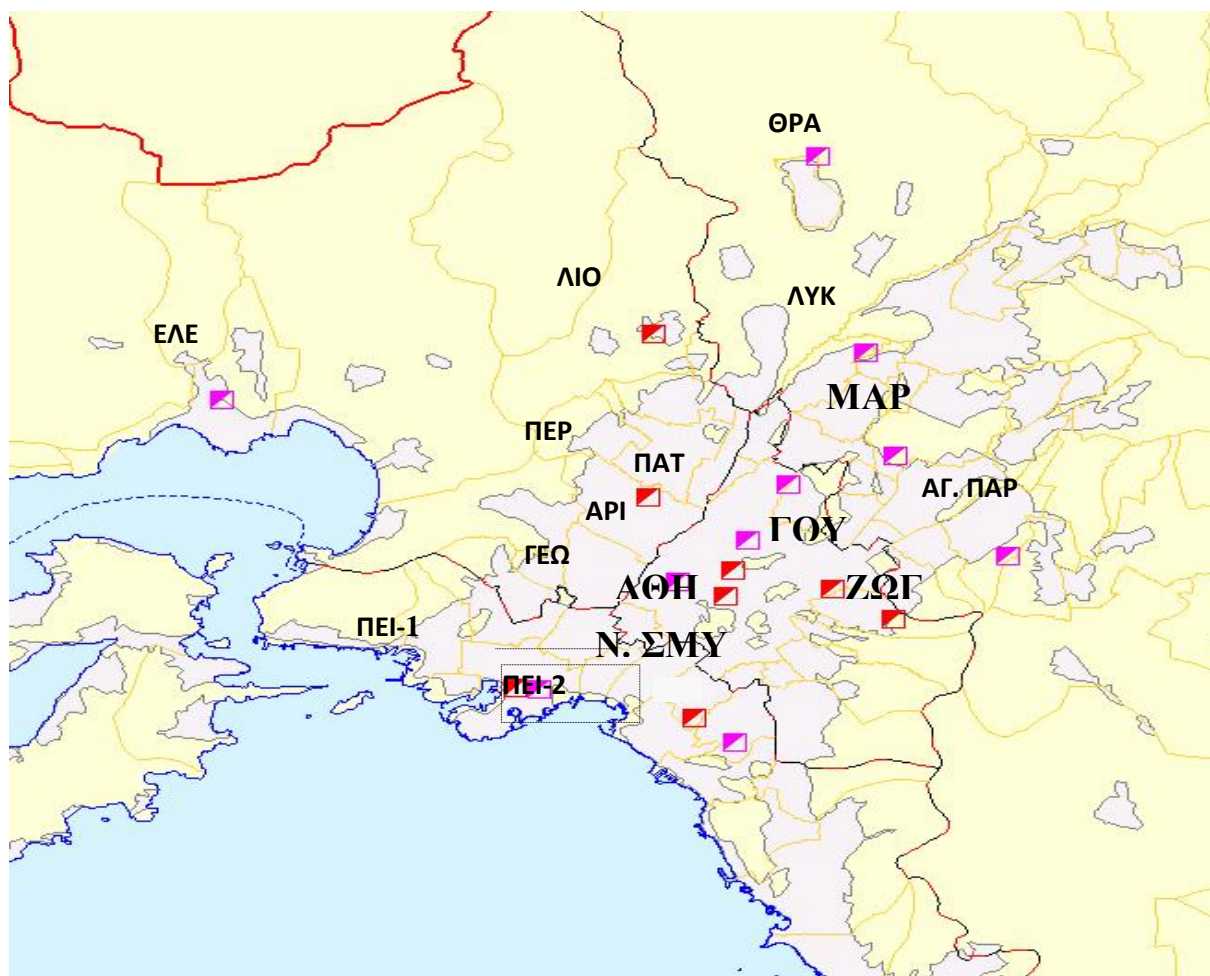 ΘΡΑ
ΛΙΟ
ΛΥΚ
ΕΛΕ
ΜΑΡ
ΠΕΡ
ΠΑΤ
ΑΓ. ΠΑΡ
ΑΡΙ
ΓΟΥ
ΓΕΩ
ΑΘΗ
ΖΩΓ
ΠΕΙ-1
Ν. ΣΜΥ
ΠΕΙ-2